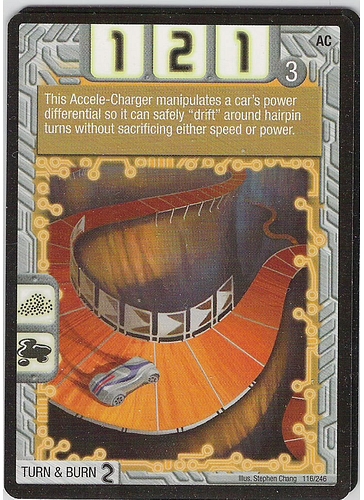 1 2 1
AC
3
This Accele-Charger manipulates a car's power
differential so it can safely "drift" around hairpin
turns without sacrificing either speed or power.
TURN & BURN 2
Illus. Stephen Chang 116/246